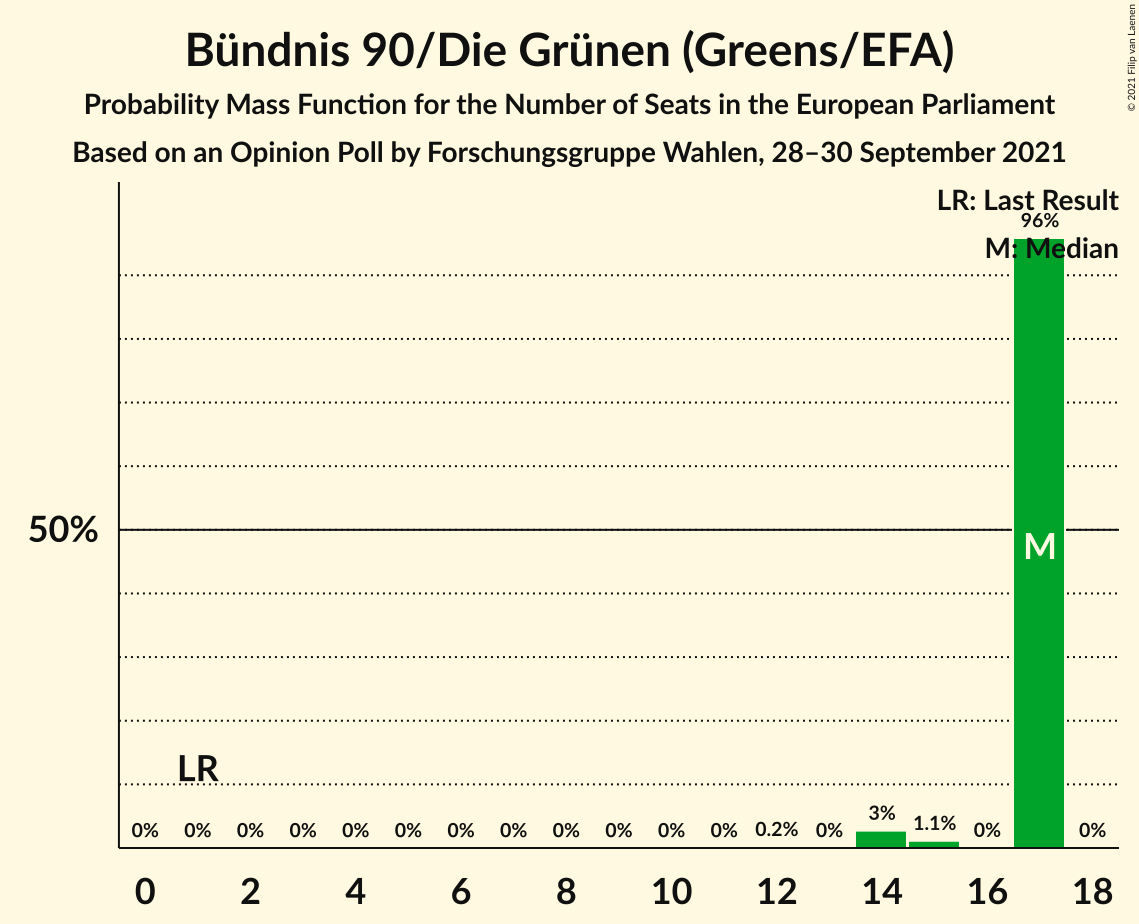 Bündnis 90/Die Grünen (Greens/EFA)
Probability Mass Function for the Number of Seats in the European Parliament
Based on an Opinion Poll by Forschungsgruppe Wahlen, 28–30 September 2021
© 2021 Filip van Laenen
LR: Last Result
96%
M: Median
50%
M
LR
0% 0% 0% 0% 0% 0% 0% 0% 0% 0% 0% 0% 0.2% 0% 3% 1.1% 0% 0%
0 2 4 6 8 10 12 14 16 18